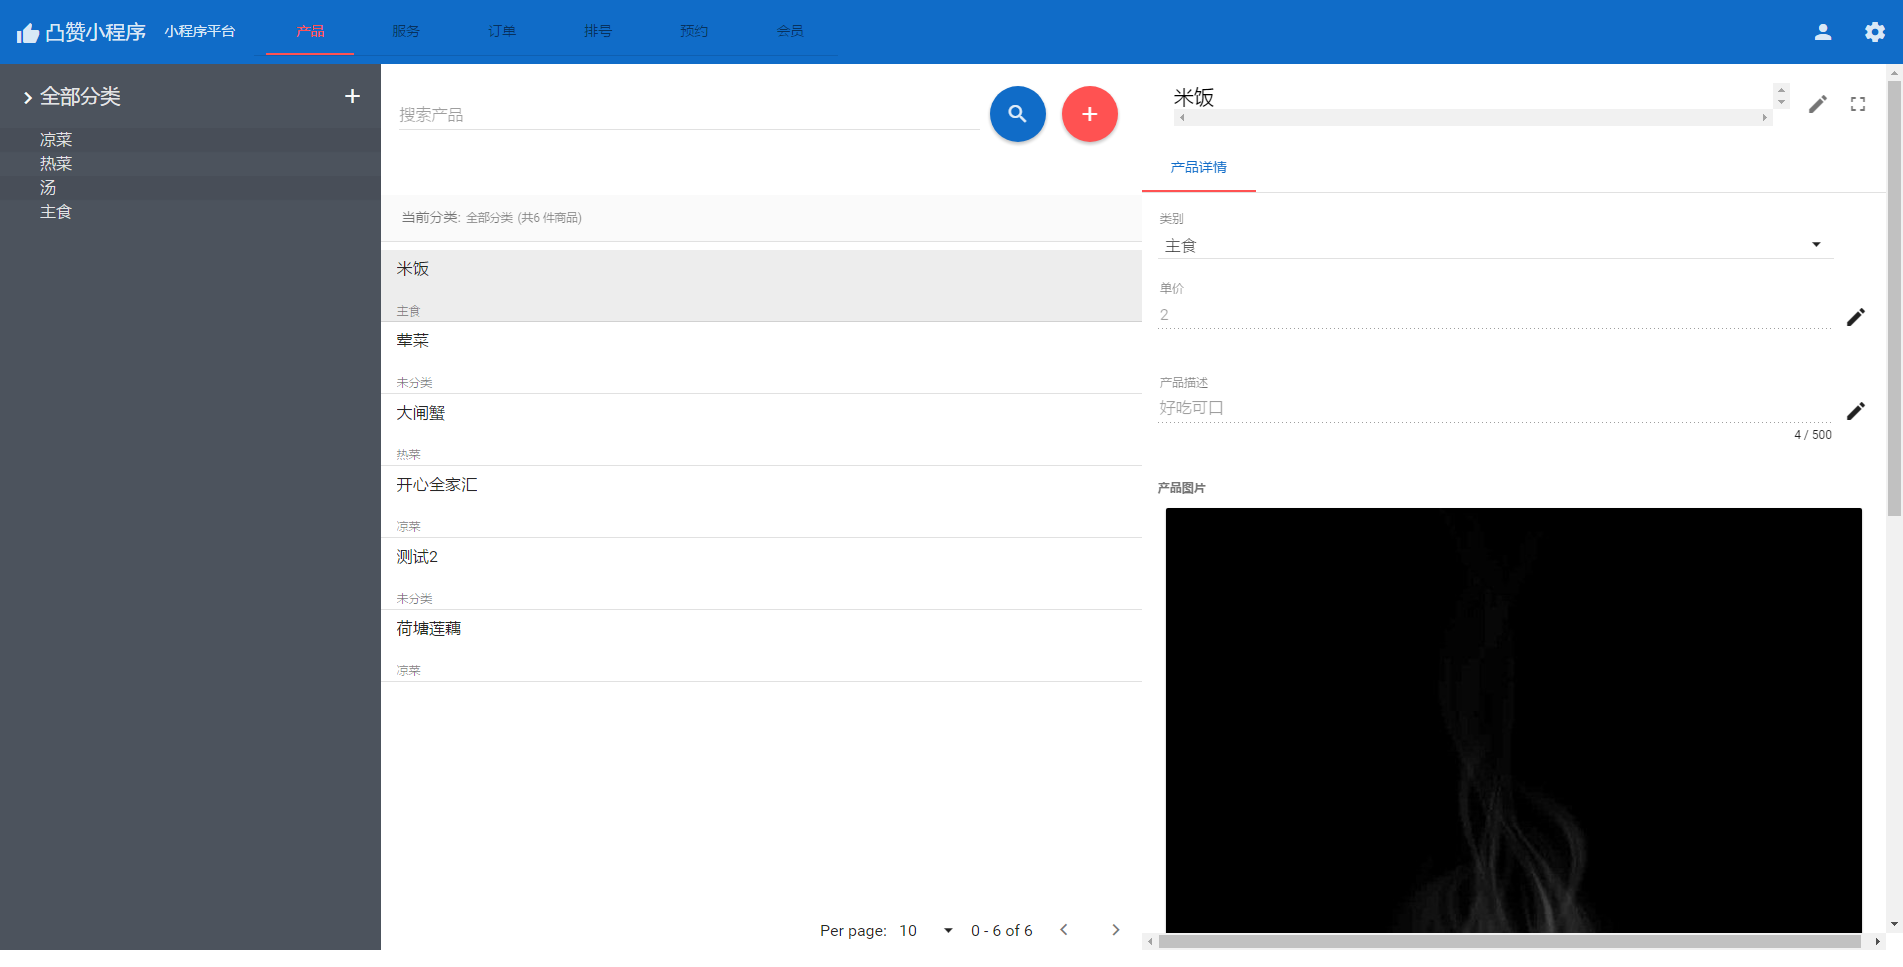 凸赞小程序 小程序平台 产品 服务 订单 排号 预约 会员
全部分类
凉菜
热菜
汤
主食
搜索产品
当前分类: 全部分类 (共6 件商品)
米饭
主食
荤菜
未分类
大闸蟹
热菜
开心全家汇
凉菜
测试2
未分类
荷塘莲藕
凉菜
Per page: 10 0 - 6 of 6
米饭
产品详情
类别
主食
单价
2
产品描述
好吃可口
4 / 500
产品图片